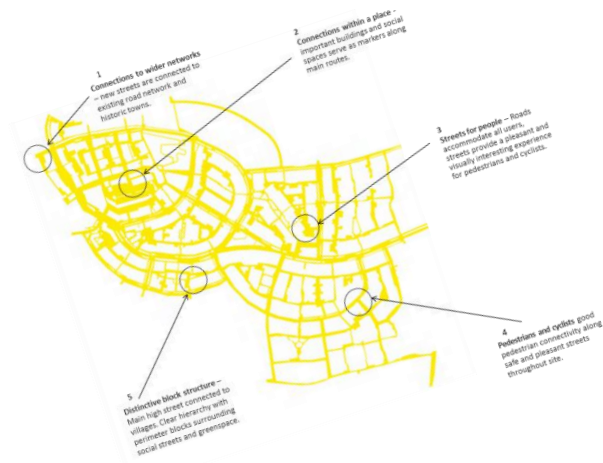 1
Connections to wider networks
– new streets are connected to
existing road network and
historic towns.
2
Connections within a place -
important buildings and social
spaces serve as markers along
main routes.
3
Streets for people – Roads
accommodate all users,
streets provide a pleasant and
visually interesting experience
for pedestrians and cyclists.
4
Pedestrians and cyclists good
pedestrian connectivity along
safe and pleasant streets
throughout site.
5
Distinctive block structure –
Main high street connected to
villages. Clear hierarchy with
perimeter blocks surrounding
social streets and greenspace.